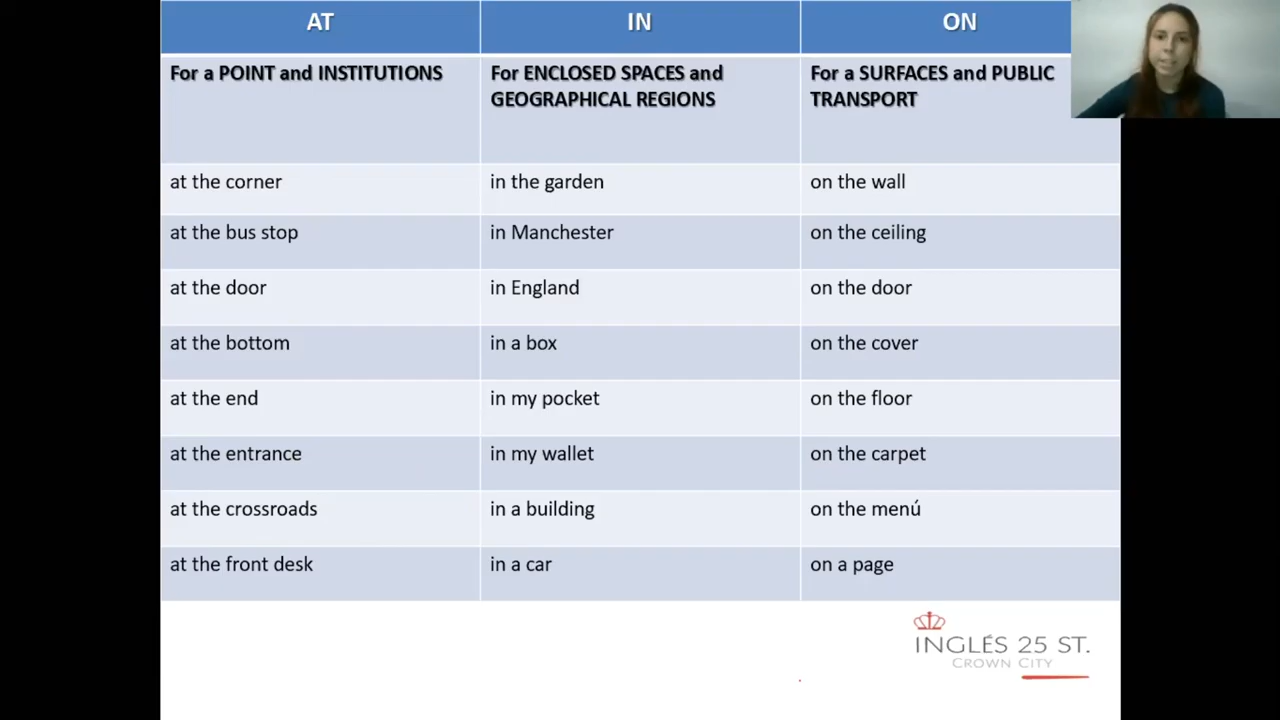 AT
IN
ON
For a POINT and INSTITUTIONS
For ENCLOSED SPACES and
GEOGRAPHICAL REGIONS
For a SURFACES and PUBLIC
TRANSPORT
at the corner
in the garden
on the wall
at the bus stop
in Manchester
on the ceiling
at the door
in England
on the door
at the bottom
in a box
on the cover
at the end
in my pocket
on the floor
at the entrance
in my wallet
on the carpet
at the crossroads
in a building
on the menú
at the front desk
in a car
on a page
INGLÉS 25 ST.
CROWN CITY